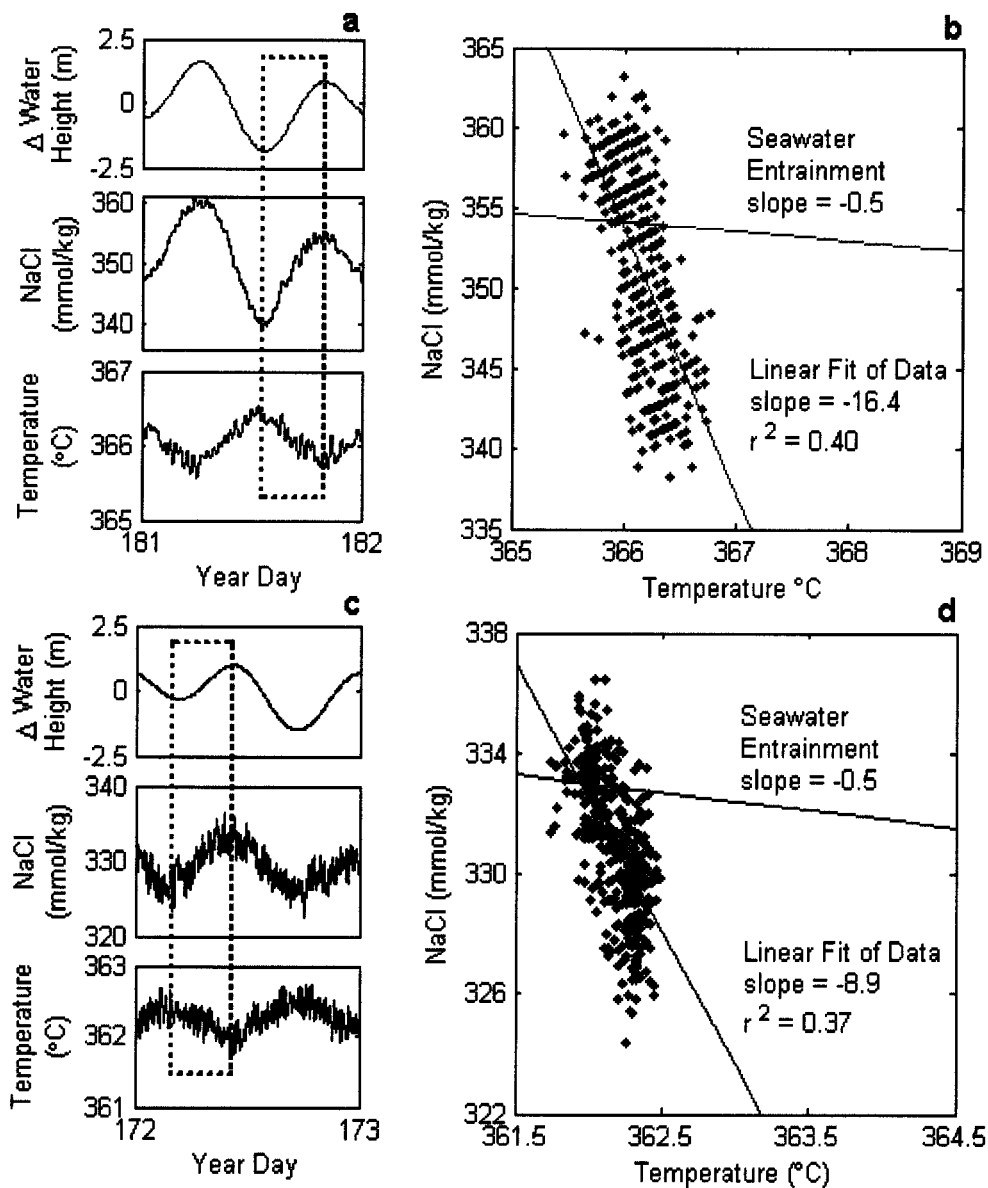 a
Δ Water
Height (m)
2.5
0
-2.5
NaCl
(mmol/kg)
360
350
340
Temperature
(°C)
367
366
365
181
182
Year Day
b
NaCl (mmol/kg)
365
360
355
350
345
340
335
Seawater
Entrainment
slope = -0.5
Linear Fit of Data
slope = -16.4
r 2 = 0.40
365
366
367
368
369
Temperature °C
c
Δ Water
Height (m)
2.5
0
-2.5
NaCl
(mmol/kg)
340
330
320
Temperature
(°C)
363
362
361
172
173
Year Day
d
NaCl (mmol/kg)
338
334
330
326
322
Seawater
Entrainment
slope = -0.5
Linear Fit of Data
slope = -8.9
r 2 = 0.37
361.5
362.5
363.5
364.5
Temperature (°C)